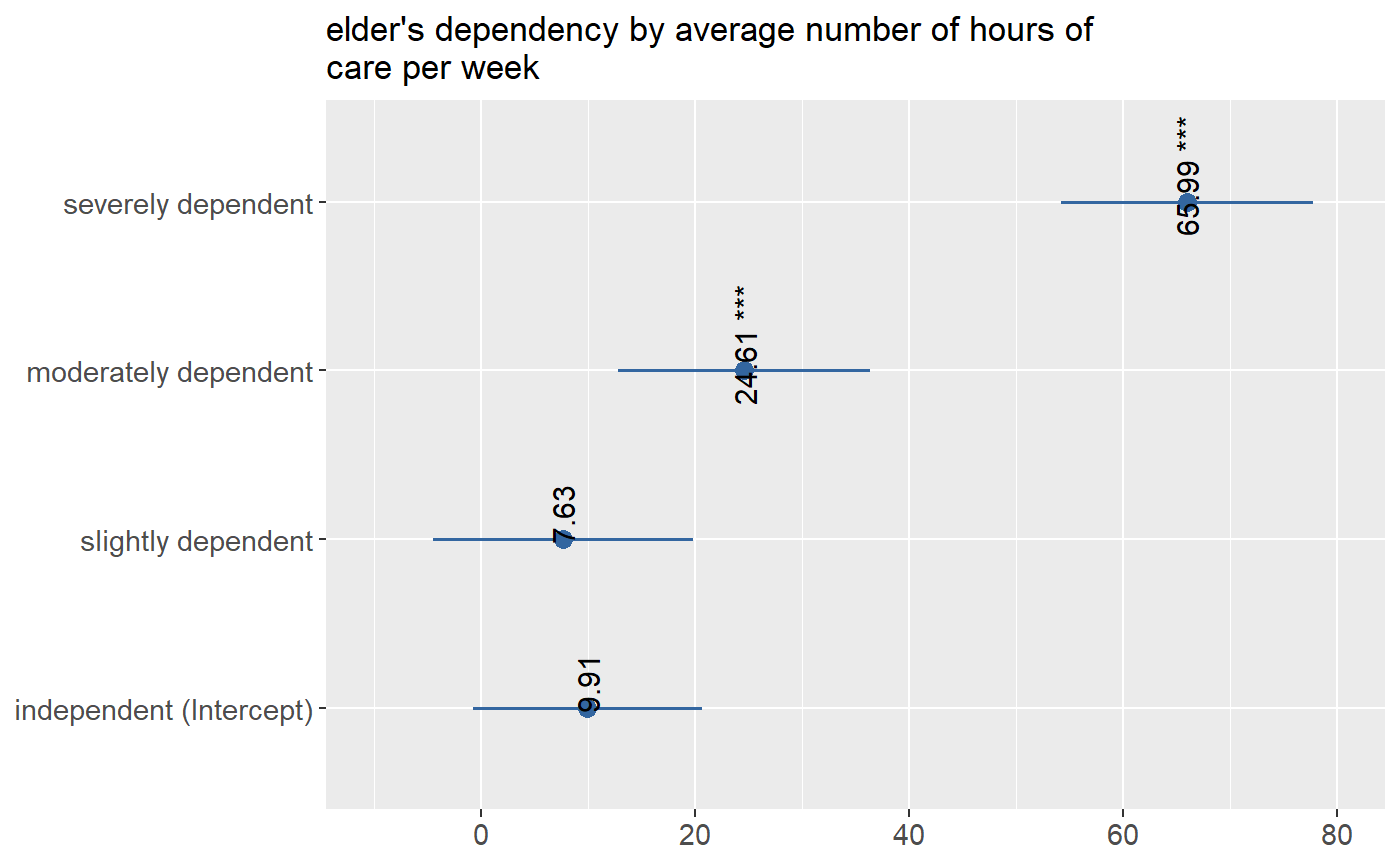 elder's dependency by average number of hours of
care per week
severely dependent
65.99 ***
moderately dependent
24.61 ***
slightly dependent
7.63
independent (Intercept)
9.91
0 20 40 60 80